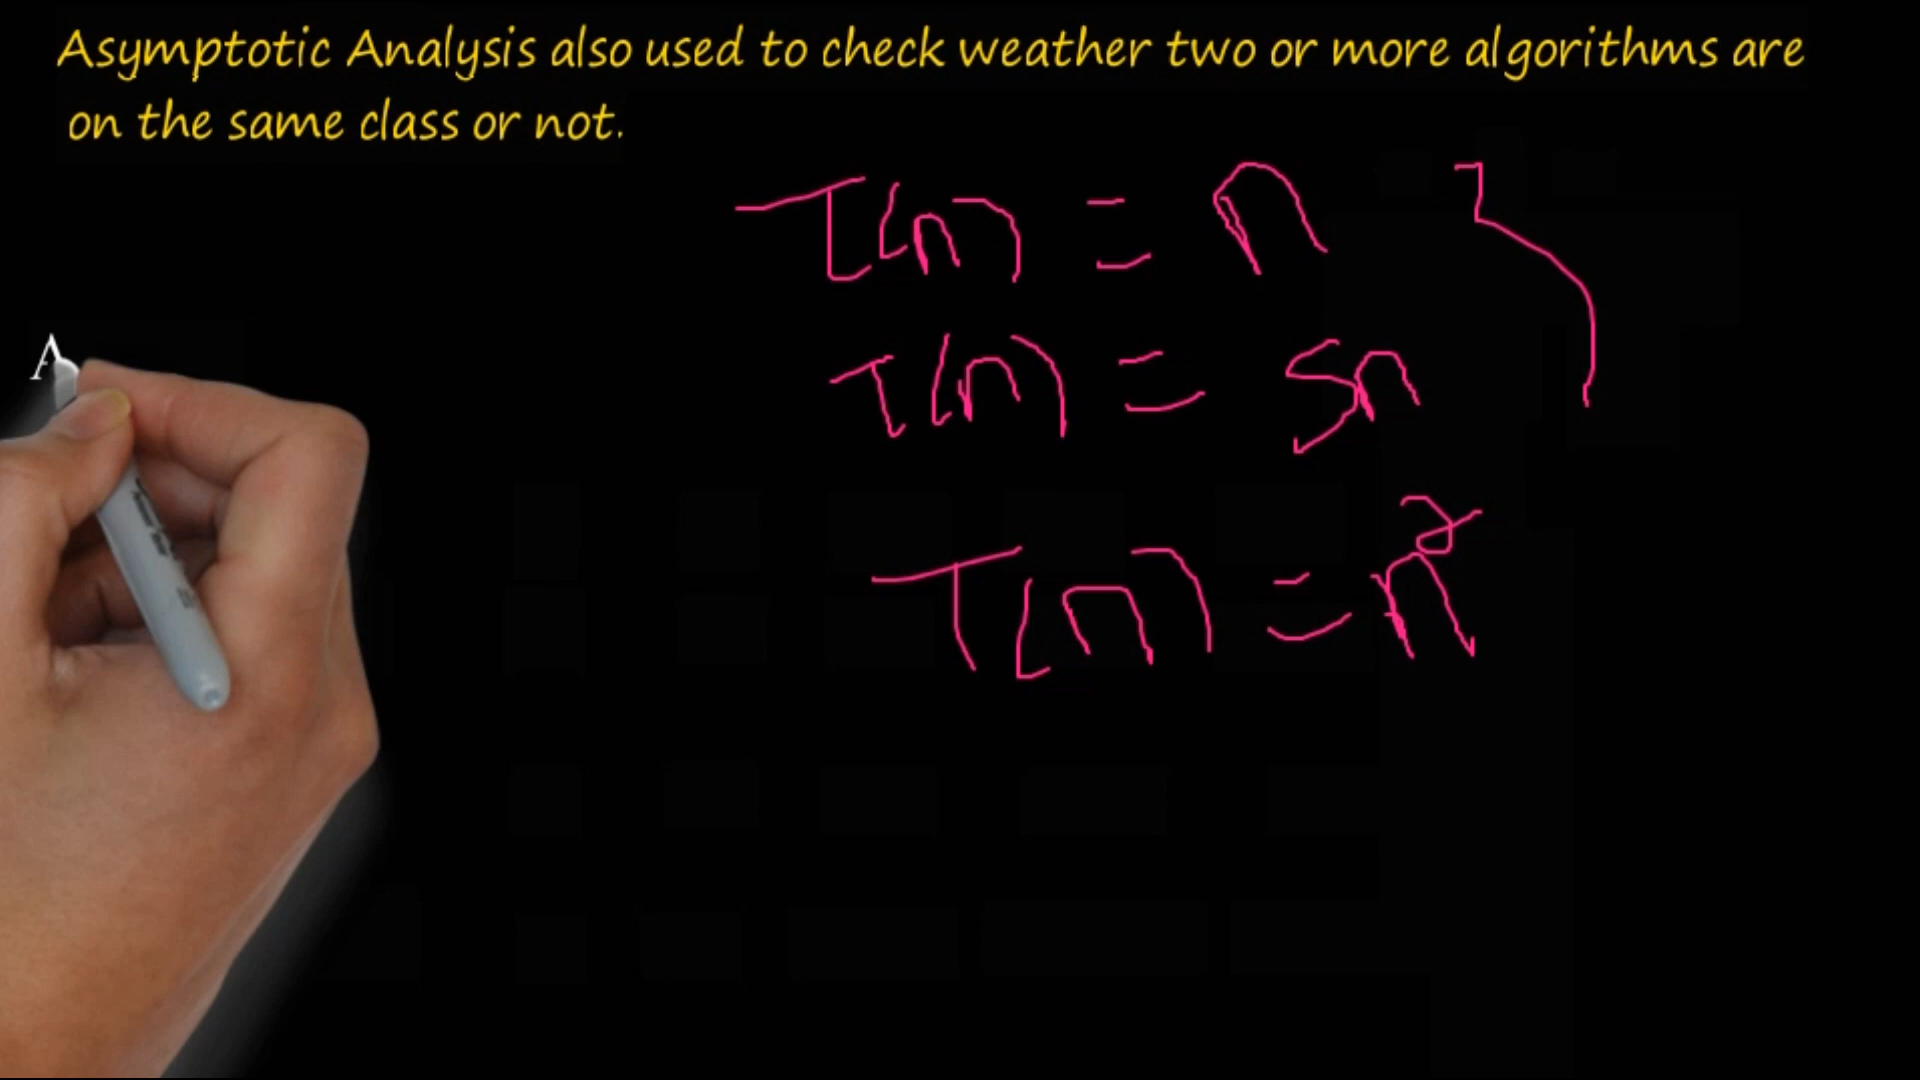 Asymptotic Analysis also used to check weather two or more algorithms are
on the same class or not.
T(n) = n
A
T(n) = 5n
T(n) = n²